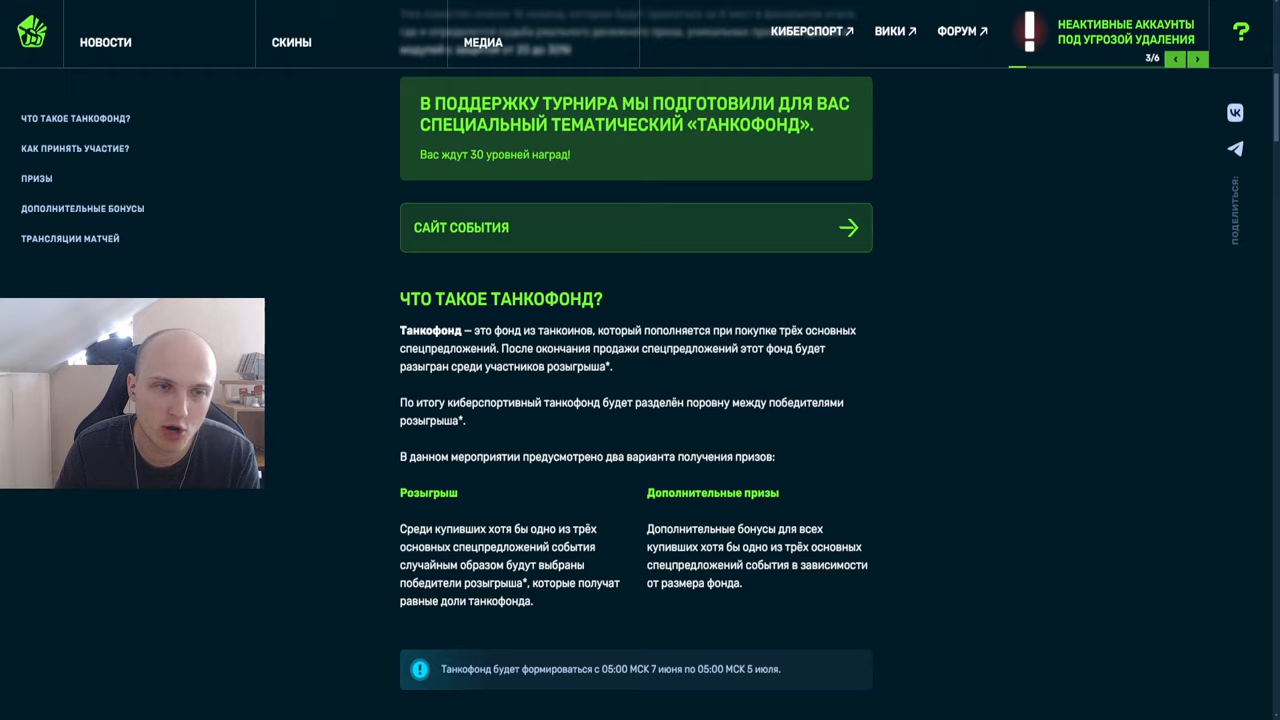 НОВОСТИ
СКИНЫ
МЕДИА
КИБЕРСПОРТ
ВИКИ
ФОРУМ
НЕАКТИВНЫЕ АККАУНТЫ
ПОД УГРОЗОЙ УДАЛЕНИЯ
3/6
ЧТО ТАКОЕ ТАНКОФОНД?
КАК ПРИНЯТЬ УЧАСТИЕ?
ПРИЗЫ
ДОПОЛНИТЕЛЬНЫЕ БОНУСЫ
ТРАНСЛЯЦИИ МАТЧЕЙ
ПОДЕЛИТЬСЯ:
В ПОДДЕРЖКУ ТУРНИРА МЫ ПОДГОТОВИЛИ ДЛЯ ВАС
СПЕЦИАЛЬНЫЙ ТЕМАТИЧЕСКИЙ «ТАНКОФОНД».
Вас ждут 30 уровней наград!
САЙТ СОБЫТИЯ
ЧТО ТАКОЕ ТАНКОФОНД?
Танкофонд — это фонд из танкоинов, который пополняется при покупке трёх основных
спецпредложений. После окончания продажи спецпредложений этот фонд будет
разыгран среди участников розыгрыша*.
По итогу киберспортивный танкофонд будет разделён поровну между победителями
розыгрыша*.
В данном мероприятии предусмотрено два варианта получения призов:
Розыгрыш
Среди купивших хотя бы одно из трёх
основных спецпредложений события
случайным образом будут выбраны
победители розыгрыша*, которые получат
равные доли танкофонда.
Дополнительные призы
Дополнительные бонусы для всех
купивших хотя бы одно из трёх основных
спецпредложений события в зависимости
от размера фонда.
Танкофонд будет формироваться с 05:00 МСК 7 июня по 05:00 МСК 5 июля.